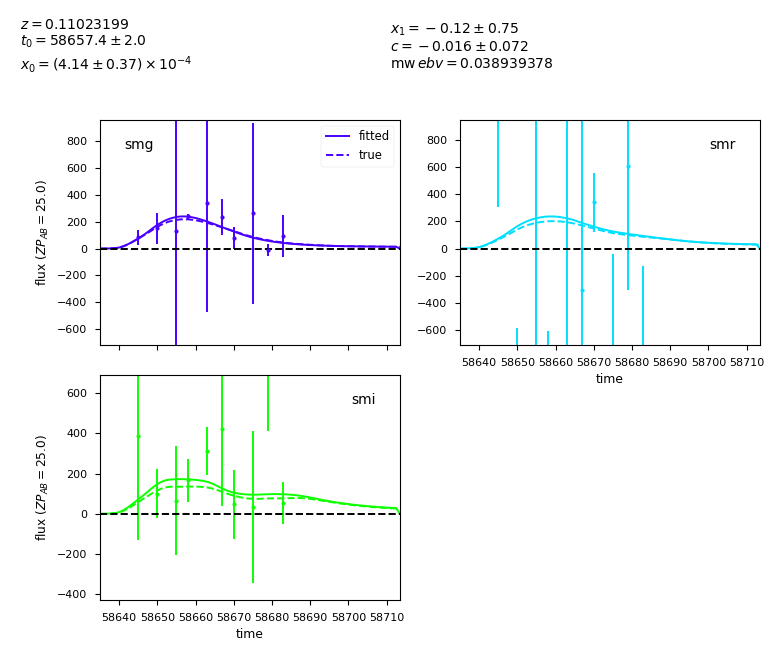 z = 0.11023199
t₀ = 58657.4 ± 2.0
x₀ = (4.14 ± 0.37) × 10⁻⁴
x₁ = −0.12 ± 0.75
c = −0.016 ± 0.072
mw ebv = 0.038939378
smg
fitted
true
800
600
400
200
0
−200
−400
−600
flux (ZP_AB = 25.0)
smr
800
600
400
200
0
−200
−400
−600
58640 58650 58660 58670 58680 58690 58700 58710
time
smi
600
400
200
0
−200
−400
flux (ZP_AB = 25.0)
58640 58650 58660 58670 58680 58690 58700 58710
time